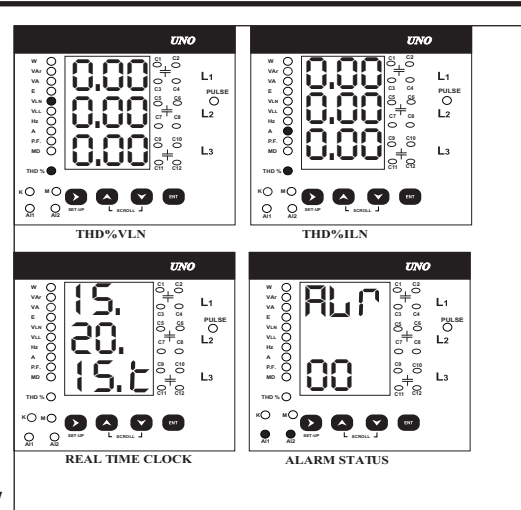 UNO
W
VAr
VA
E
VLN
VLL
Hz
A
P.F.
MD
THD %
K
M
AI1
AI2
0.00
0.00
0.00
C1 C2
C3 C4
C5 C6
C7 C8
C9 C10
C11 C12
L1
PULSE
L2
L3
SET-UP
SCROLL
ENT
THD%VLN
UNO
W
VAr
VA
E
VLN
VLL
Hz
A
P.F.
MD
THD %
K
M
AI1
AI2
0.00
0.00
0.00
C1 C2
C3 C4
C5 C6
C7 C8
C9 C10
C11 C12
L1
PULSE
L2
L3
SET-UP
SCROLL
ENT
THD%ILN
UNO
W
VAr
VA
E
VLN
VLL
Hz
A
P.F.
MD
THD %
K
M
AI1
AI2
15.
20.
15.t
C1 C2
C3 C4
C5 C6
C7 C8
C9 C10
C11 C12
L1
PULSE
L2
L3
SET-UP
SCROLL
ENT
REAL TIME CLOCK
UNO
W
VAr
VA
E
VLN
VLL
Hz
A
P.F.
MD
THD %
K
M
AI1
AI2
ALr
00
C1 C2
C3 C4
C5 C6
C7 C8
C9 C10
C11 C12
L1
PULSE
L2
L3
SET-UP
SCROLL
ENT
ALARM STATUS